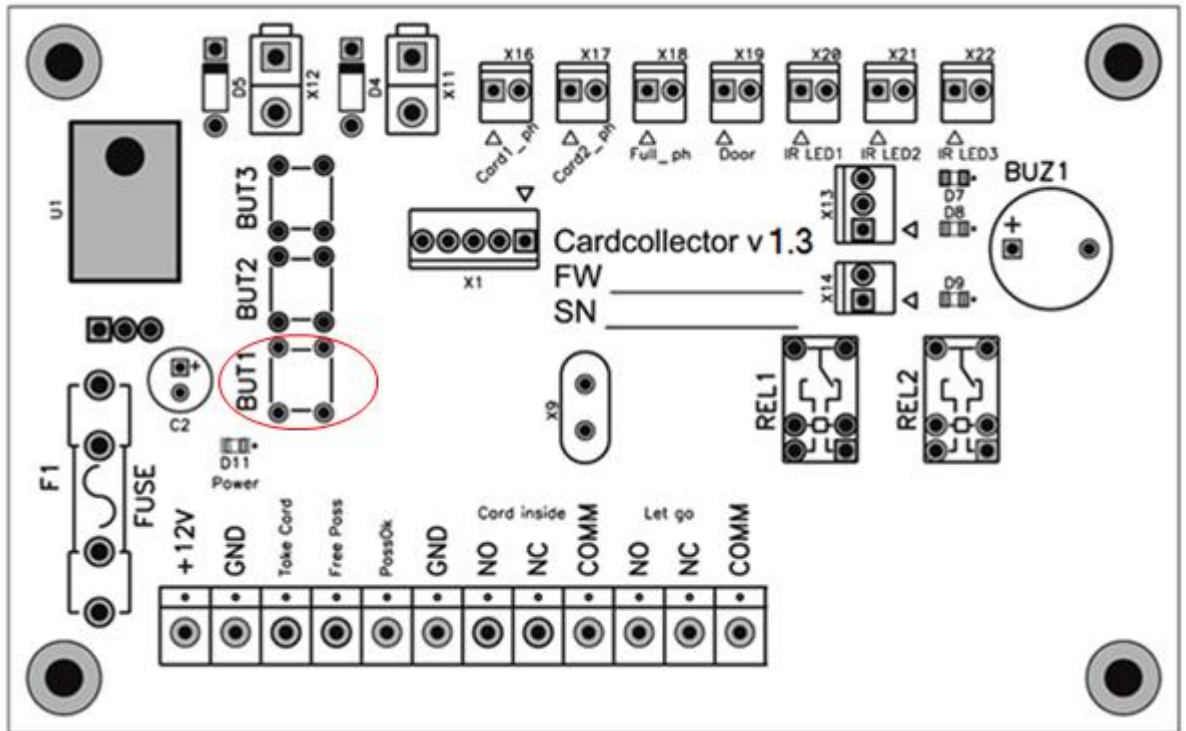 D5
X12
D4
X11
X16
X17
X18
X19
X20
X21
X22
Card1_ph
Card2_ph
Full_ph
Door
IR LED1
IR LED2
IR LED3
U1
BUT3
BUT2
BUT1
X1
Cardcollector v 1.3
FW
SN
X13
X14
D7
D8
D9
BUZ1
+
+
C2
X9
REL1
REL2
F1
FUSE
D11
Power
+12V
GND
Take Card
Free Pass
PassOk
GND
Card inside
NO
NC
COMM
Let go
NO
NC
COMM